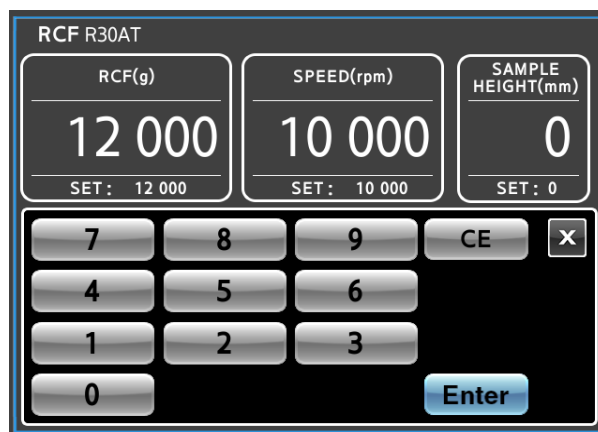 RCF R30AT
RCF(g)
12 000
SET: 12 000
SPEED(rpm)
10 000
SET: 10 000
SAMPLE
HEIGHT(mm)
0
SET: 0
7 8 9 CE X
4 5 6
1 2 3
0 Enter